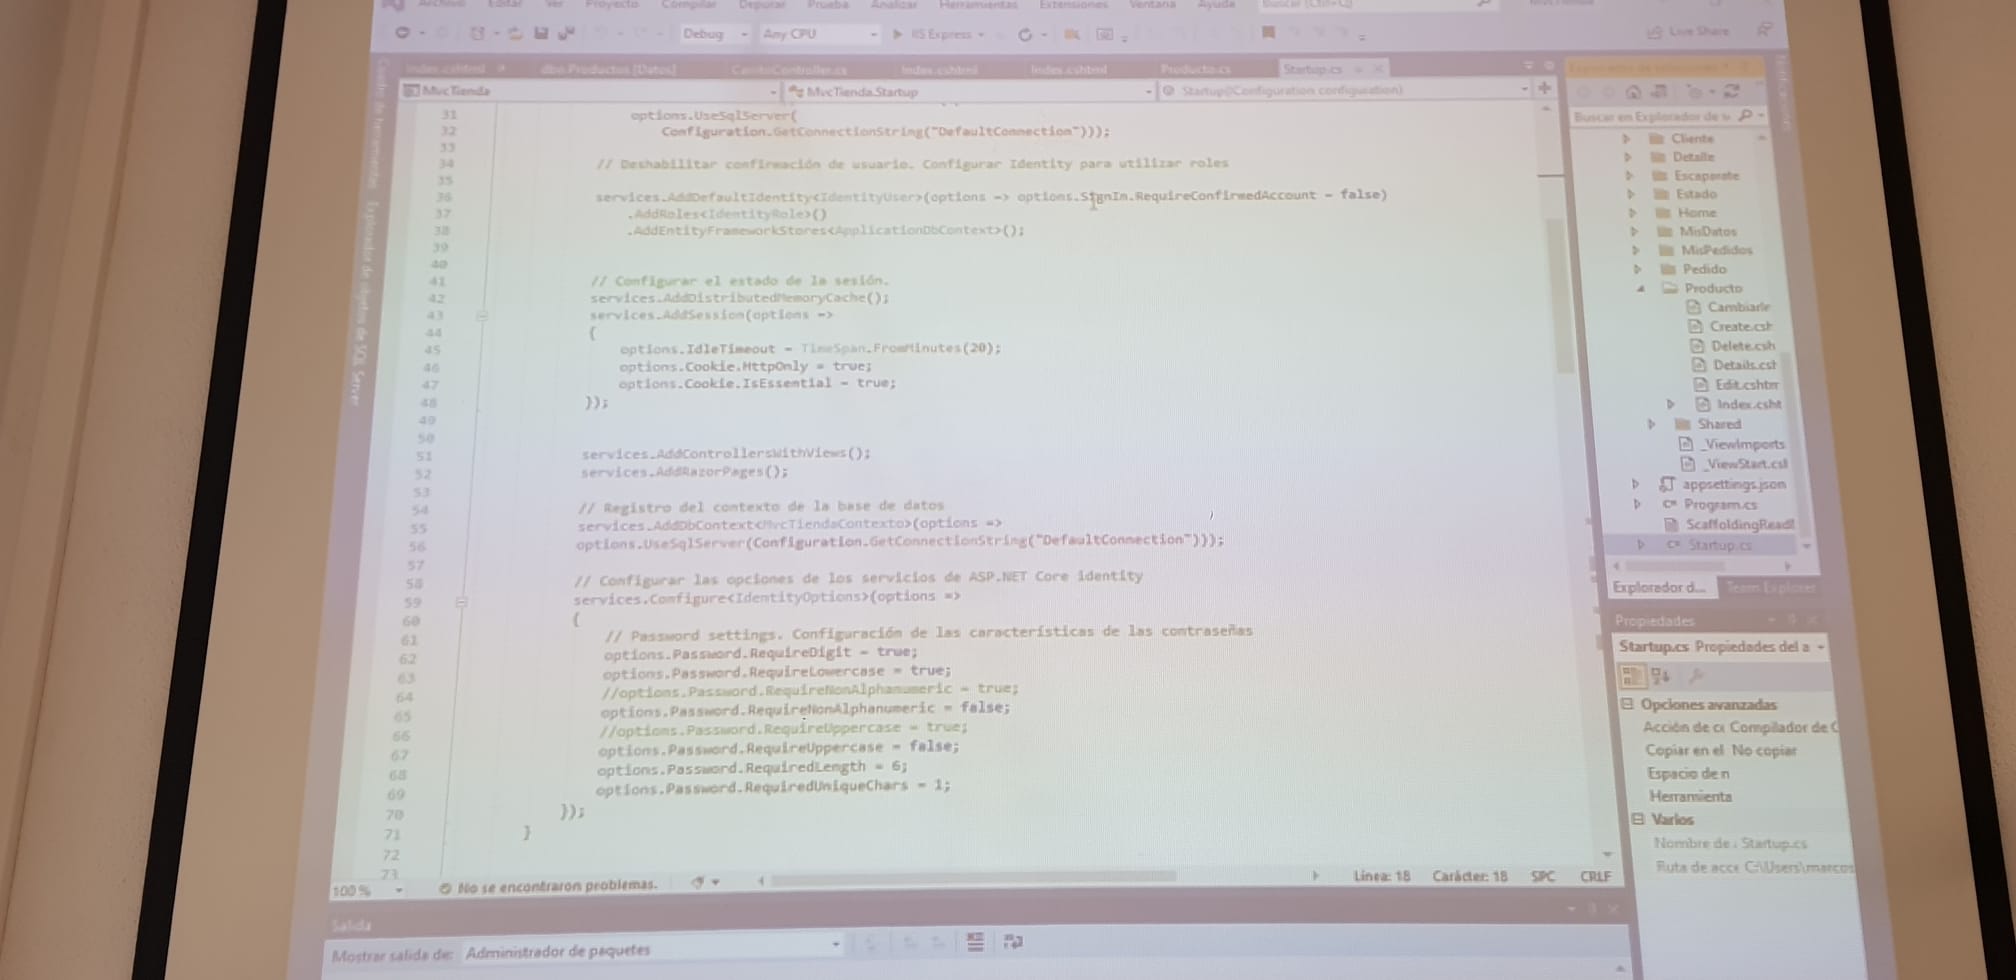 Archivo Editar Ver Proyecto Compilar Depurar Prueba Analizar Herramientas Extensiones Ventana Ayuda
Debug Any CPU IIS Express Live Share
Index.cshtml dbo.Productos [Datos] CarritoController.cs Index.cshtml Index.cshtml Producto.cs Startup.cs
MvcTienda MvcTienda.Startup Startup(IConfiguration configuration)
Cuadro de herramientas Explorador de objetos de SQL Server
31 options.UseSqlServer(
32 Configuration.GetConnectionString("DefaultConnection")));
33
34 // Deshabilitar confirmación de usuario. Configurar Identity para utilizar roles
35
36 services.AddDefaultIdentity<IdentityUser>(options => options.SignIn.RequireConfirmedAccount = false)
37 .AddRoles<IdentityRole>()
38 .AddEntityFrameworkStores<ApplicationDbContext>();
39
40
41 // Configurar el estado de la sesión.
42 services.AddDistributedMemoryCache();
43 services.AddSession(options =>
44 {
45 options.IdleTimeout = TimeSpan.FromMinutes(20);
46 options.Cookie.HttpOnly = true;
47 options.Cookie.IsEssential = true;
48 });
49
50
51 services.AddControllersWithViews();
52 services.AddRazorPages();
53
54 // Registro del contexto de la base de datos
55 services.AddDbContext<MvcTiendaContexto>(options =>
56 options.UseSqlServer(Configuration.GetConnectionString("DefaultConnection")));
57
58 // Configurar las opciones de los servicios de ASP.NET Core identity
59 services.Configure<IdentityOptions>(options =>
60 {
61 // Password settings. Configuración de las características de las contraseñas
62 options.Password.RequireDigit = true;
63 options.Password.RequireLowercase = true;
64 //options.Password.RequireNonAlphanumeric = true;
65 options.Password.RequireNonAlphanumeric = false;
66 //options.Password.RequireUppercase = true;
67 options.Password.RequireUppercase = false;
68 options.Password.RequiredLength = 6;
69 options.Password.RequiredUniqueChars = 1;
70 });
71 }
72
73
100 % No se encontraron problemas. Línea: 18 Carácter: 18 SPC CRLF
Salida
Mostrar salida de: Administrador de paquetes
Buscar en Explorador de
Cliente
Detalle
Escaparate
Estado
Home
MisDatos
MisPedidos
Pedido
Producto
Cambiarle
Create.csh
Delete.csh
Details.cst
Edit.cshtm
Index.csht
Shared
_ViewImports
_ViewStart.csl
appsettings.json
Program.cs
ScaffoldingReadl
Startup.cs
Explorador d... Team Explorer
Propiedades
Startup.cs Propiedades del a
Opciones avanzadas
Acción de Compilador de C
Copiar en el No copiar
Espacio de n
Herramienta
Varios
Nombre de Startup.cs
Ruta de acce C:\Users\marcos